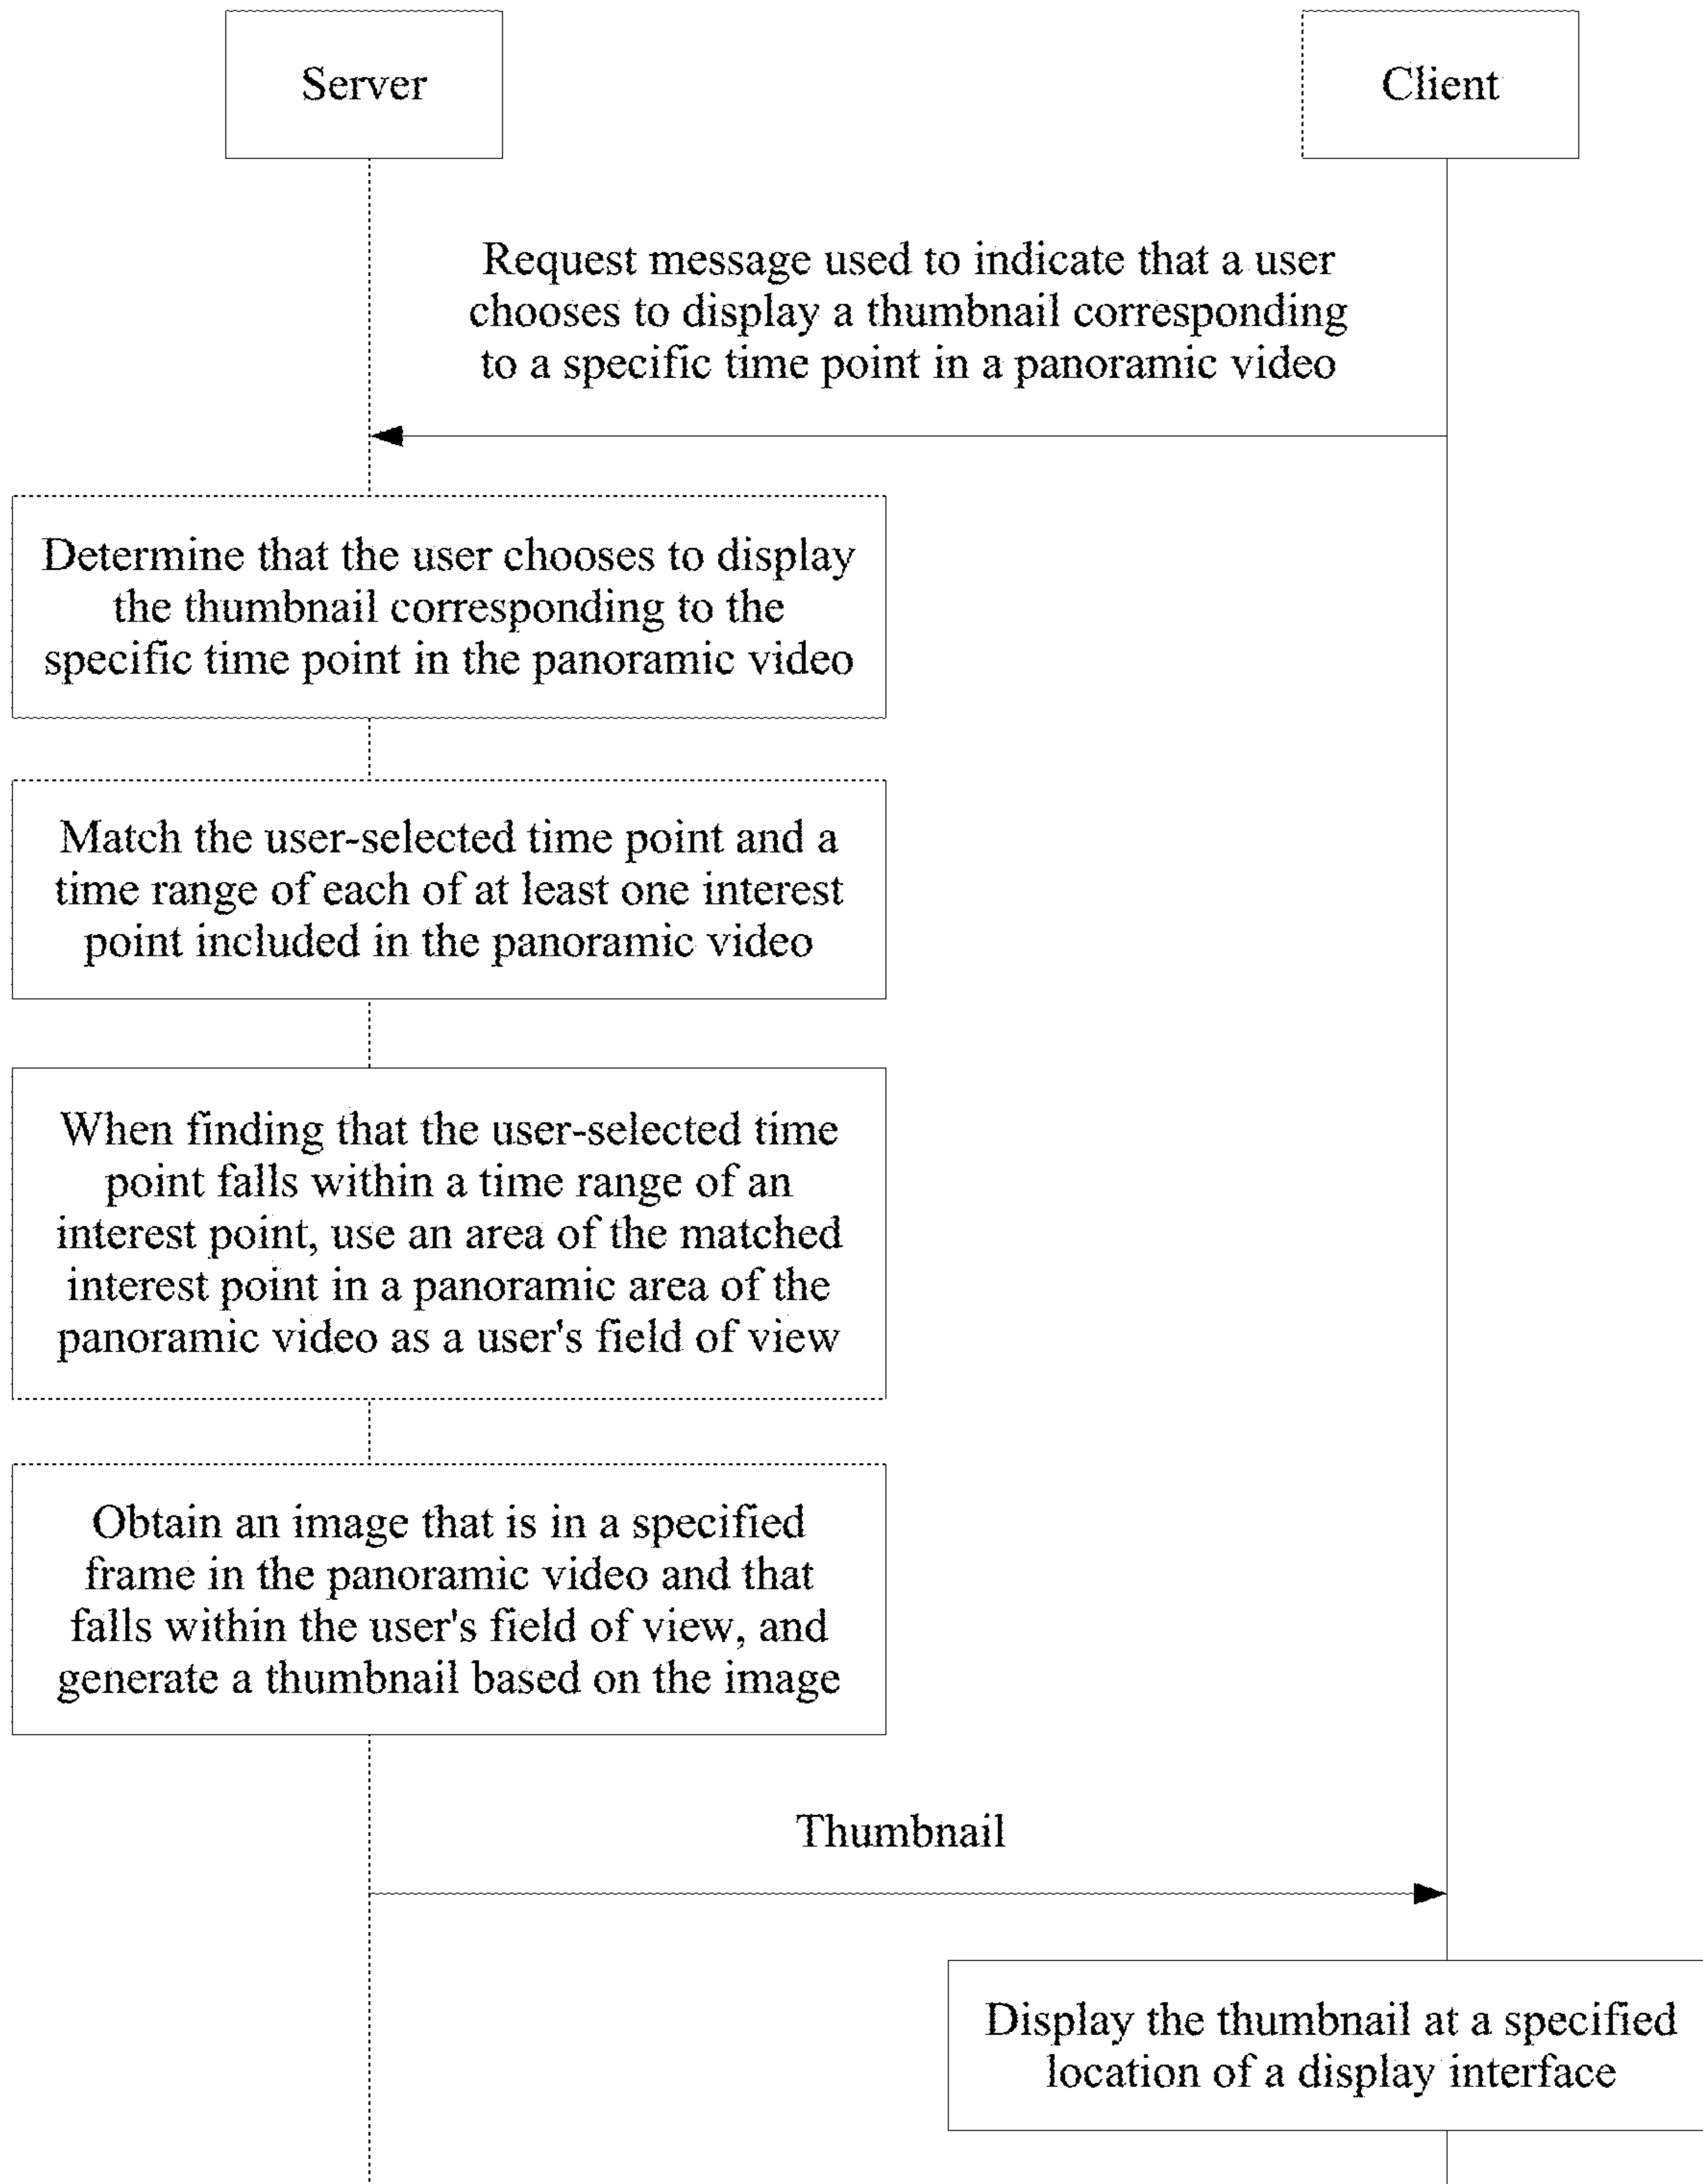 Server
Client
Request message used to indicate that a user
chooses to display a thumbnail corresponding
to a specific time point in a panoramic video
Determine that the user chooses to display
the thumbnail corresponding to the
specific time point in the panoramic video
Match the user-selected time point and a
time range of each of at least one interest
point included in the panoramic video
When finding that the user-selected time
point falls within a time range of an
interest point, use an area of the matched
interest point in a panoramic area of the
panoramic video as a user's field of view
Obtain an image that is in a specified
frame in the panoramic video and that
falls within the user's field of view, and
generate a thumbnail based on the image
Thumbnail
Display the thumbnail at a specified
location of a display interface